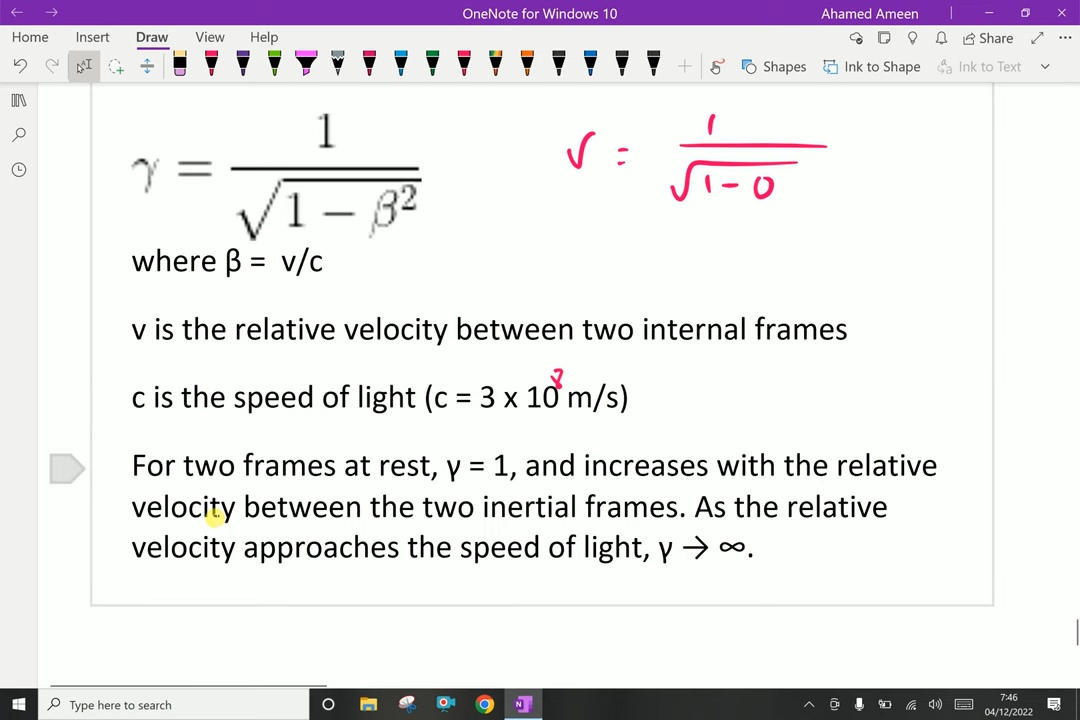 OneNote for Windows 10
Ahamed Ameen
Home Insert Draw View Help
Share
Shapes
Ink to Shape
Ink to Text
γ = 1 / √(1 − β²)
γ = 1 / √(1 - 0
where β = v/c
v is the relative velocity between two internal frames
c is the speed of light (c = 3 x 10⁸ m/s)
For two frames at rest, γ = 1, and increases with the relative
velocity between the two inertial frames. As the relative
velocity approaches the speed of light, γ → ∞.
Type here to search
7:46
04/12/2022